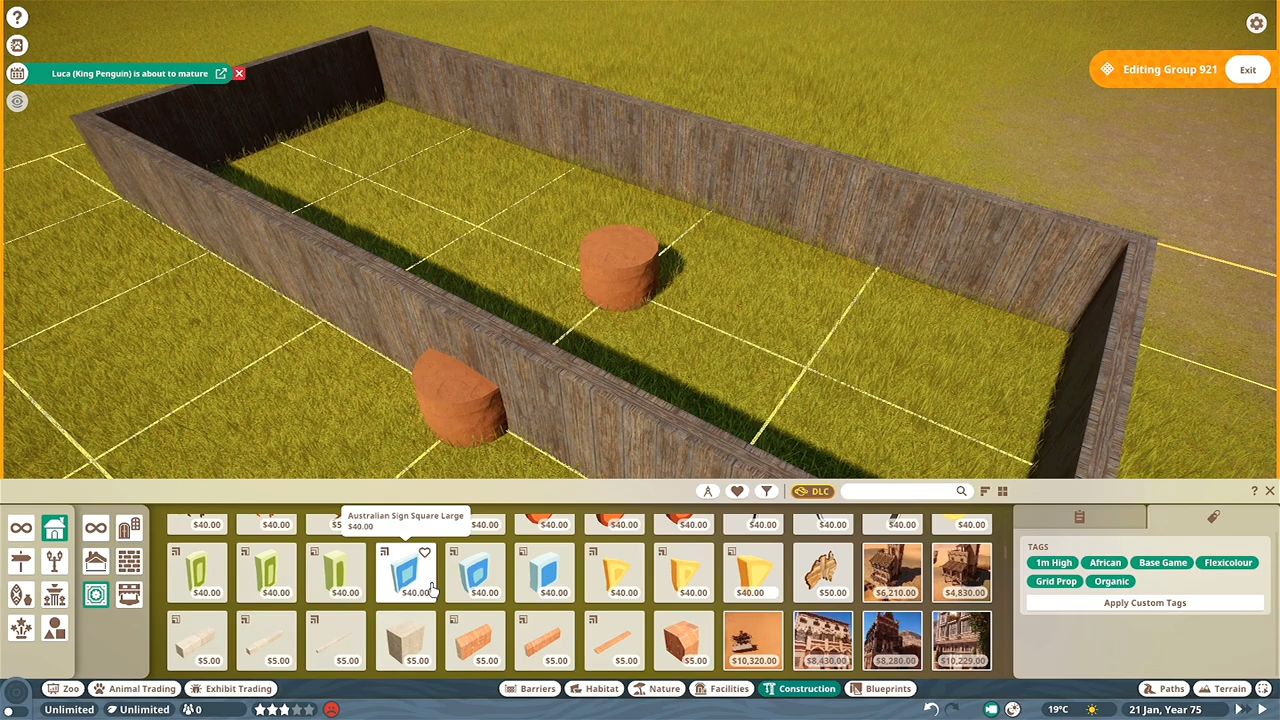 ?
Editing Group 921
Exit
Luca (King Penguin) is about to mature
DLC
?
Australian Sign Square Large
$40.00
$40.00 $40.00 $40.00 $40.00 $40.00 $40.00 $40.00 $40.00 $40.00
$40.00 $40.00 $40.00 $40.00 $40.00 $40.00 $40.00 $40.00 $40.00 $50.00 $6,210.00 $4,830.00
$5.00 $5.00 $5.00 $5.00 $5.00 $5.00 $5.00 $5.00 $10,320.00 $8,430.00 $8,280.00 $10,229.00
TAGS
1m High African Base Game Flexicolour
Grid Prop Organic
Apply Custom Tags
Zoo Animal Trading Exhibit Trading Barriers Habitat Nature Facilities Construction Blueprints Paths Terrain
Unlimited Unlimited 0 19°C 21 Jan, Year 75